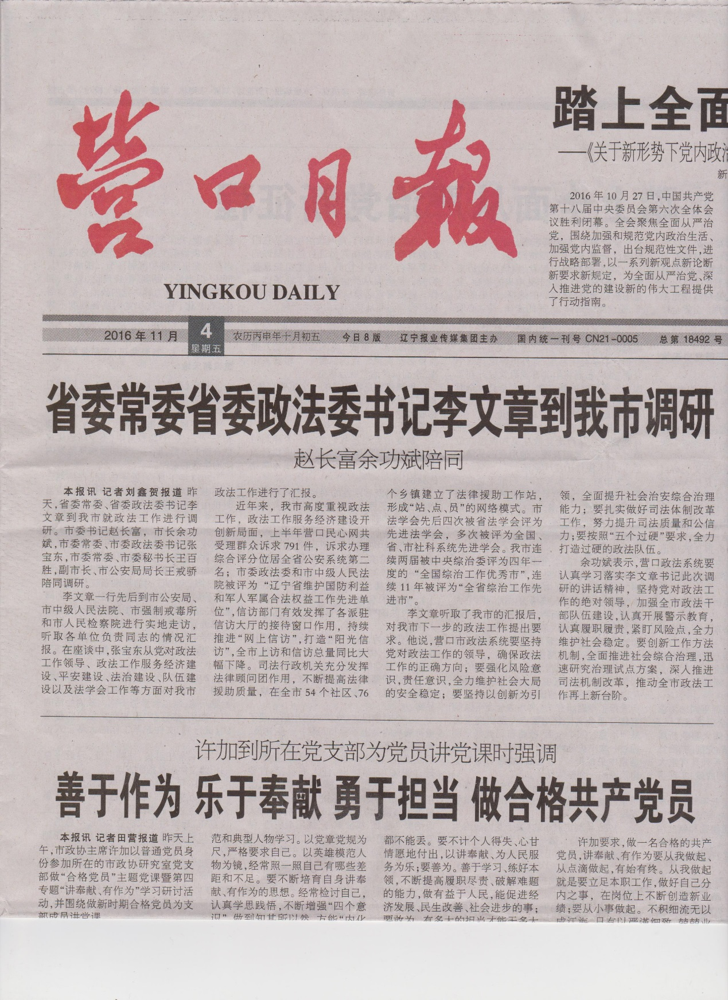 营口日报
YINGKOU DAILY
踏上全面
——《关于新形势下党内政治
新
2016年10月27日,中国共产党
第十八届中央委员会第六次全体会
议胜利闭幕。全会聚焦全面从严治
党，围绕加强和规范党内政治生活、
加强党内监督，出台规范性文件,进
行战略部署,以一系列新观点新论断
新要求新规定，为全面从严治党、深
入推进党的建设新的伟大工程提供
了行动指南。
2016年11月 4 星期五 农历丙申年十月初五 今日8版 辽宁报业传媒集团主办 国内统一刊号 CN21-0005 总第 18492 号
省委常委省委政法委书记李文章到我市调研
赵长富余功斌陪同
本报讯 记者刘鑫贺报道 昨
天,省委常委、省委政法委书记李
文章到我市就政法工作进行调
研。市委书记赵长富，市长余功
斌,市委常委、市委政法委书记张
宝东,市委常委、市委秘书长王百
胜,副市长、市公安局局长王戒骄
陪同调研。
李文章一行先后到市公安局、
市中级人民法院、市强制戒毒所
和市人民检察院进行实地走访，
听取各单位负责同志的情况汇
报。在座谈中,张宝东从党对政法
工作领导、政法工作服务经济建
设、平安建设、法治建设、队伍建
设以及法学会工作等方面对我市
政法工作进行了汇报。
近年来，我市高度重视政法
工作，政法工作服务经济建设开
创新局面，上半年营口民心网共
受理群众诉求791件，诉求办理
综合评分位居全省公安系统第二
名；市委政法委和市中级人民法
院被评为“辽宁省维护国防利益
和军人军属合法权益工作先进单
位”,信访部门有效发挥了各派驻
信访大厅的接待窗口作用，持续
推进“网上信访”,打造“阳光信
访”,全市上访和信访总量同比大
幅下降。司法行政机关充分发挥
法律顾问团作用，不断提高法律
援助质量，在全市54个社区、76
个乡镇建立了法律援助工作站，
形成“站、点、员”的网络模式。市
法学会先后四次被省法学会评为
先进法学会，多次被评为全国、
省、市社科系统先进学会。我市连
续两届被中央综治委评为四年一
度的“全国综治工作优秀市”,连
续11年被评为“全省综治工作先
进市”。
李文章听取了我市的汇报后，
对我市下一步的政法工作提出要
求。他说,营口市政法系统要坚持
党对政法工作的领导，确保政法
工作的正确方向；要强化风险意
识,责任意识,全力维护社会大局
的安全稳定；要坚持以创新为引
领，全面提升社会治安综合治理
能力；要扎实做好司法体制改革
工作，努力提升司法质量和公信
力;要按照“五个过硬”要求,全力
打造过硬的政法队伍。
余功斌表示,营口政法系统要
认真学习落实李文章书记此次调
研的讲话精神，坚持党对政法工
作的绝对领导，加强全市政法干
部队伍建设,认真开展警示教育，
认真履职履责,紧盯风险点,全力
维护社会稳定。要创新工作方法
机制,全面推进社会综合治理,迅
速研究治理试点方案，深入推进
司法机制改革，推动全市政法工
作再上新台阶。
许加到所在党支部为党员讲党课时强调
善于作为 乐于奉献 勇于担当 做合格共产党员
本报讯 记者田营报道 昨天上
午,市政协主席许加以普通党员身
份参加所在的市政协研究室党支
部做“合格党员”主题党课暨第四
专题“讲奉献、有作为”学习研讨活
动,并围绕做新时期合格党员为支
部成员讲党课。
范和典型人物学习。以党章党规为
尺,严格要求自己。以英雄模范人
物为镜,经常照一照自己有哪些差
距和不足。要不断培育自身讲奉
献、有作为的思想。经常检讨自己,
认真学思践悟,不断增强“四个意
识”,做到知其所以然,方能“内化
都不能丢。要不计个人得失、心甘
情愿地付出,以讲奉献、为人民服
务为乐;要善为。善于学习、练好本
领,不断提高履职尽责、破解难题
的能力,做有益于人民,能促进经
济发展、民生改善、社会进步的事;
要敢为。有多大的担当才能干多大
许加要求,做一名合格的共产
党员,讲奉献、有作为要从我做起、
从点滴做起,有始有终。从我做起
就是要立足本职工作,做好自己分
内之事，在岗位上不断创造新业
绩;要从小事做起。不积细流无以
成江海,只有以严谨细致、兢兢业